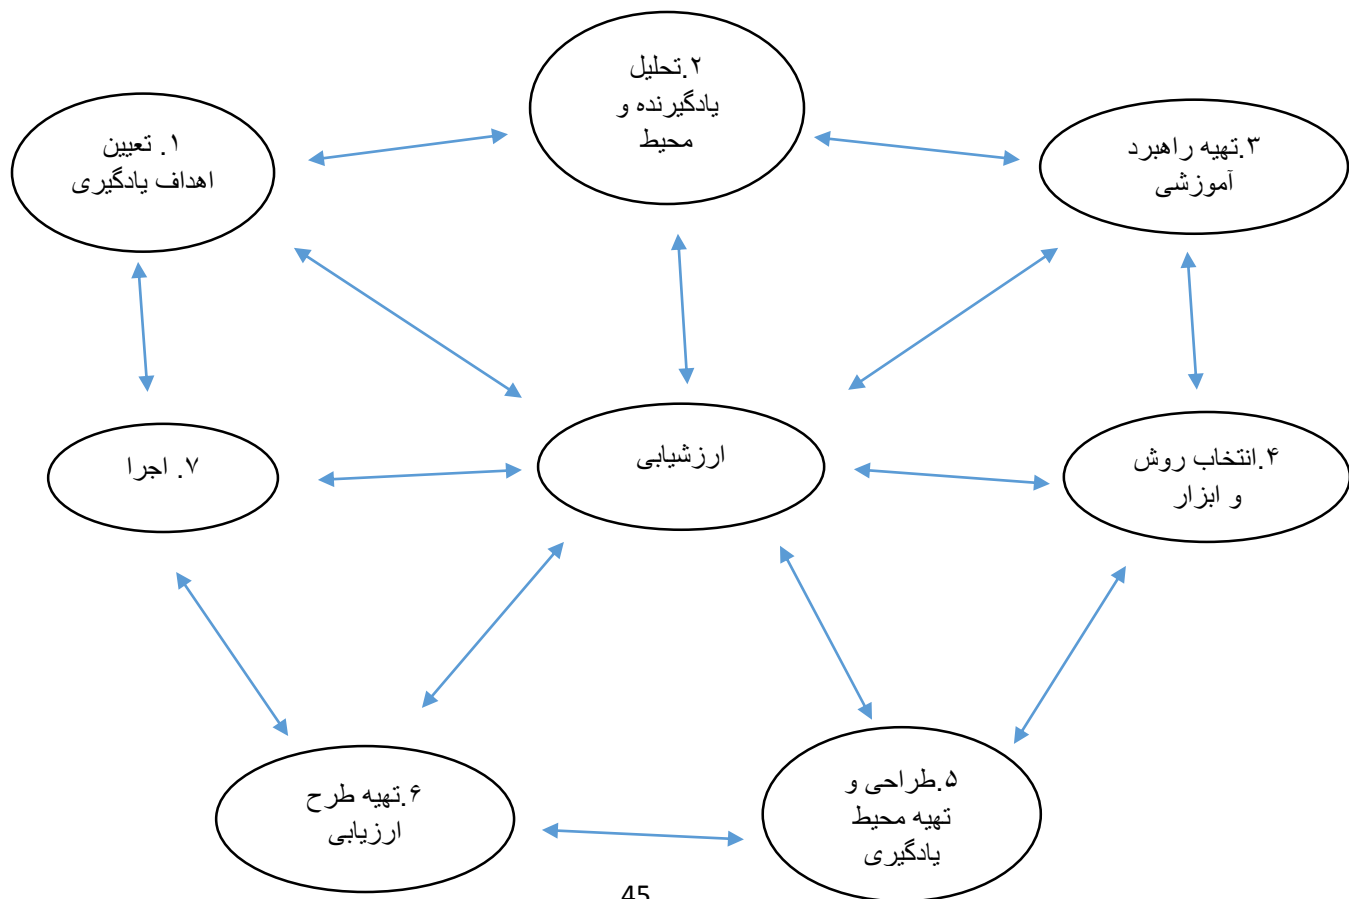 ۱. تعیین
اهداف یادگیری
۲.تحلیل
یادگیرنده و
محیط
۳.تهیه راهبرد
آموزشی
۴.انتخاب روش
و ابزار
۵.طراحی و
تهیه محیط
یادگیری
۶.تهیه طرح
ارزیابی
۷. اجرا
ارزشیابی
45